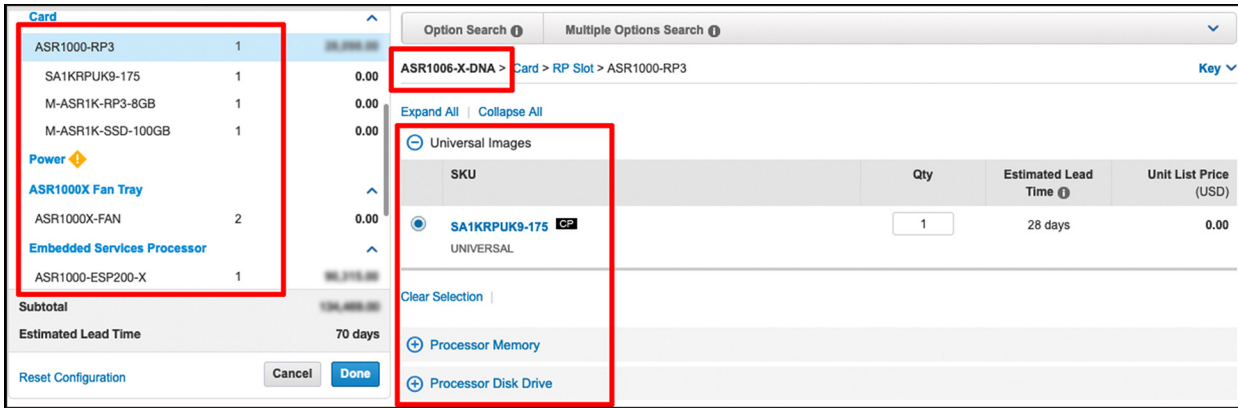 Card
ASR1000-RP3 1
SA1KRPUK9-175 1 0.00
M-ASR1K-RP3-8GB 1 0.00
M-ASR1K-SSD-100GB 1 0.00
Power
ASR1000X Fan Tray
ASR1000X-FAN 2 0.00
Embedded Services Processor
ASR1000-ESP200-X 1
Subtotal
Estimated Lead Time 70 days
Reset Configuration Cancel Done
Option Search Multiple Options Search
ASR1006-X-DNA > Card > RP Slot > ASR1000-RP3 Key
Expand All | Collapse All
Universal Images
SKU Qty Estimated Lead Time Unit List Price (USD)
SA1KRPUK9-175 CP 1 28 days 0.00
UNIVERSAL
Clear Selection |
Processor Memory
Processor Disk Drive